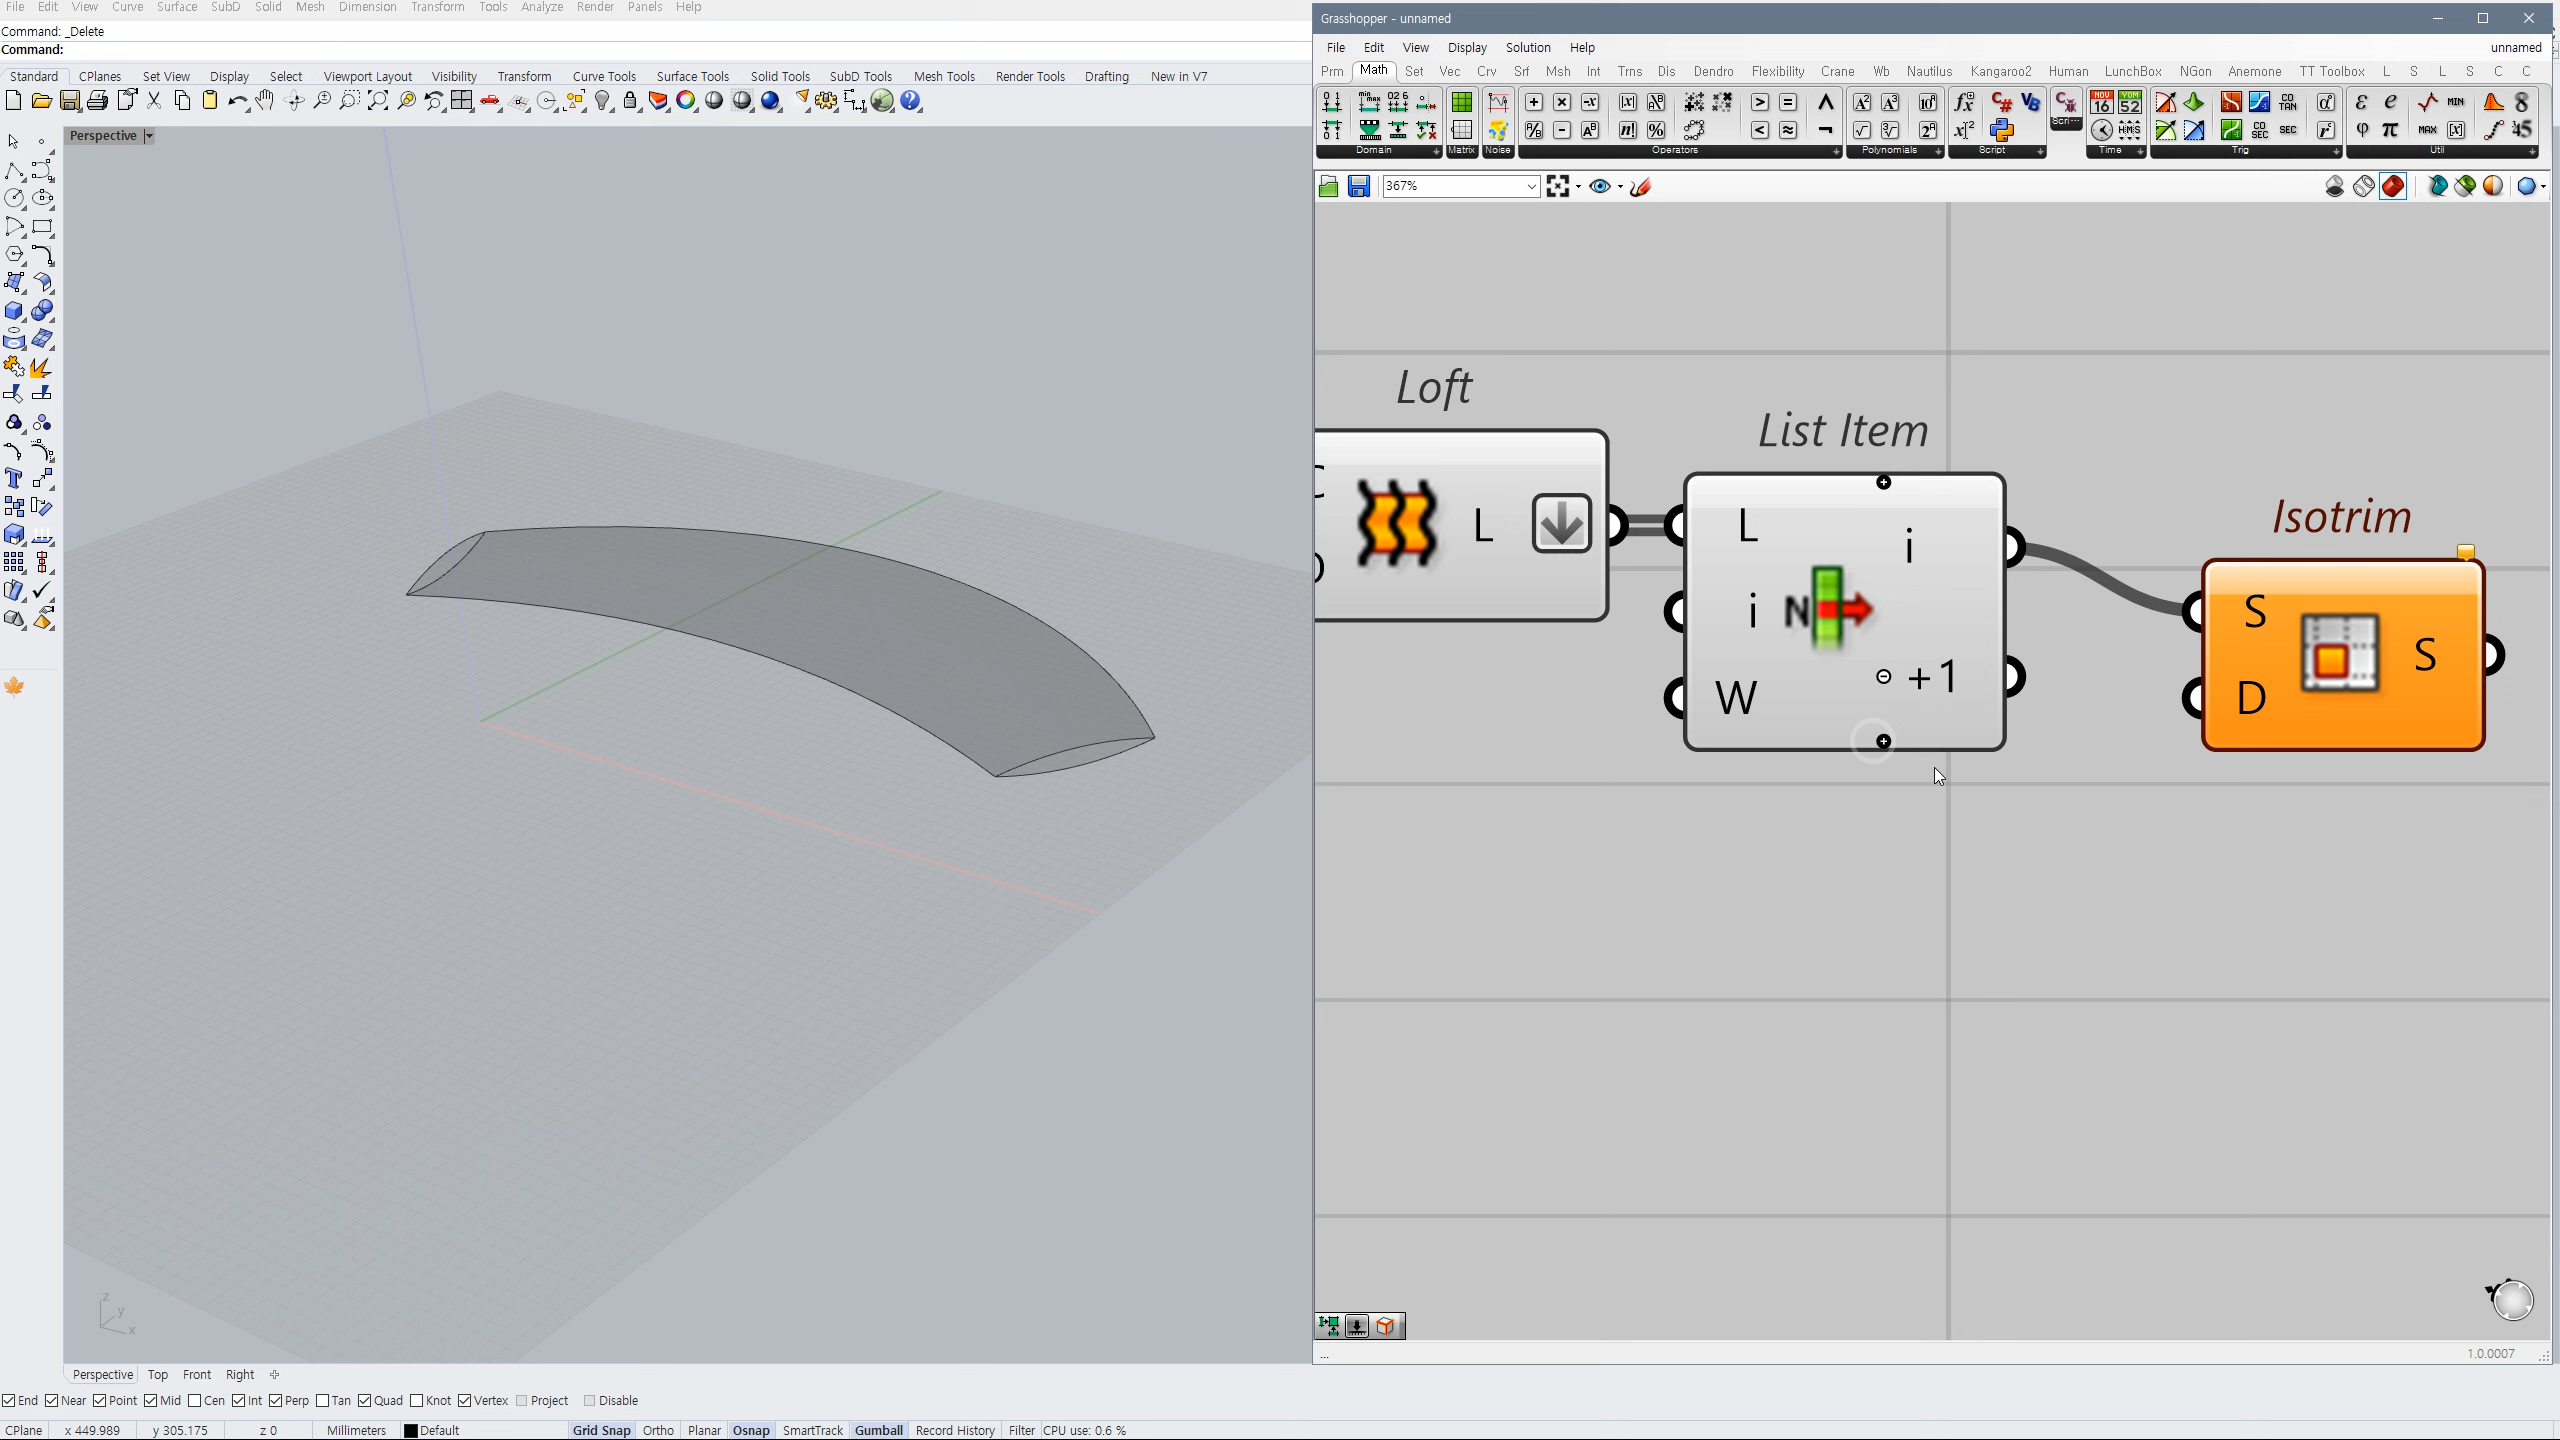 File Edit View Curve Surface SubD Solid Mesh Dimension Transform Tools Analyze Render Panels Help
Command: _Delete
Command:
Standard CPlanes Set View Display Select Viewport Layout Visibility Transform Curve Tools Surface Tools Solid Tools SubD Tools Mesh Tools Render Tools Drafting New in V7
Perspective
Grasshopper - unnamed
File Edit View Display Solution Help unnamed
Prm Math Set Vec Crv Srf Msh Int Trns Dis Dendro Flexibility Crane Wb Nautilus Kangaroo2 Human LunchBox NGon Anemone TT Toolbox L S L S C C
Domain Matrix Noise Operators Polynomials Script Time Trig Util
367%
Loft
L
List Item
L
i
W
i
+1
N
Isotrim
S
D
S
z
y
x
1.0.0007
...
Perspective Top Front Right
End Near Point Mid Cen Int Perp Tan Quad Knot Vertex Project Disable
CPlane x 449.989 y 305.175 z 0 Millimeters Default Grid Snap Ortho Planar Osnap SmartTrack Gumball Record History Filter CPU use: 0.6 %